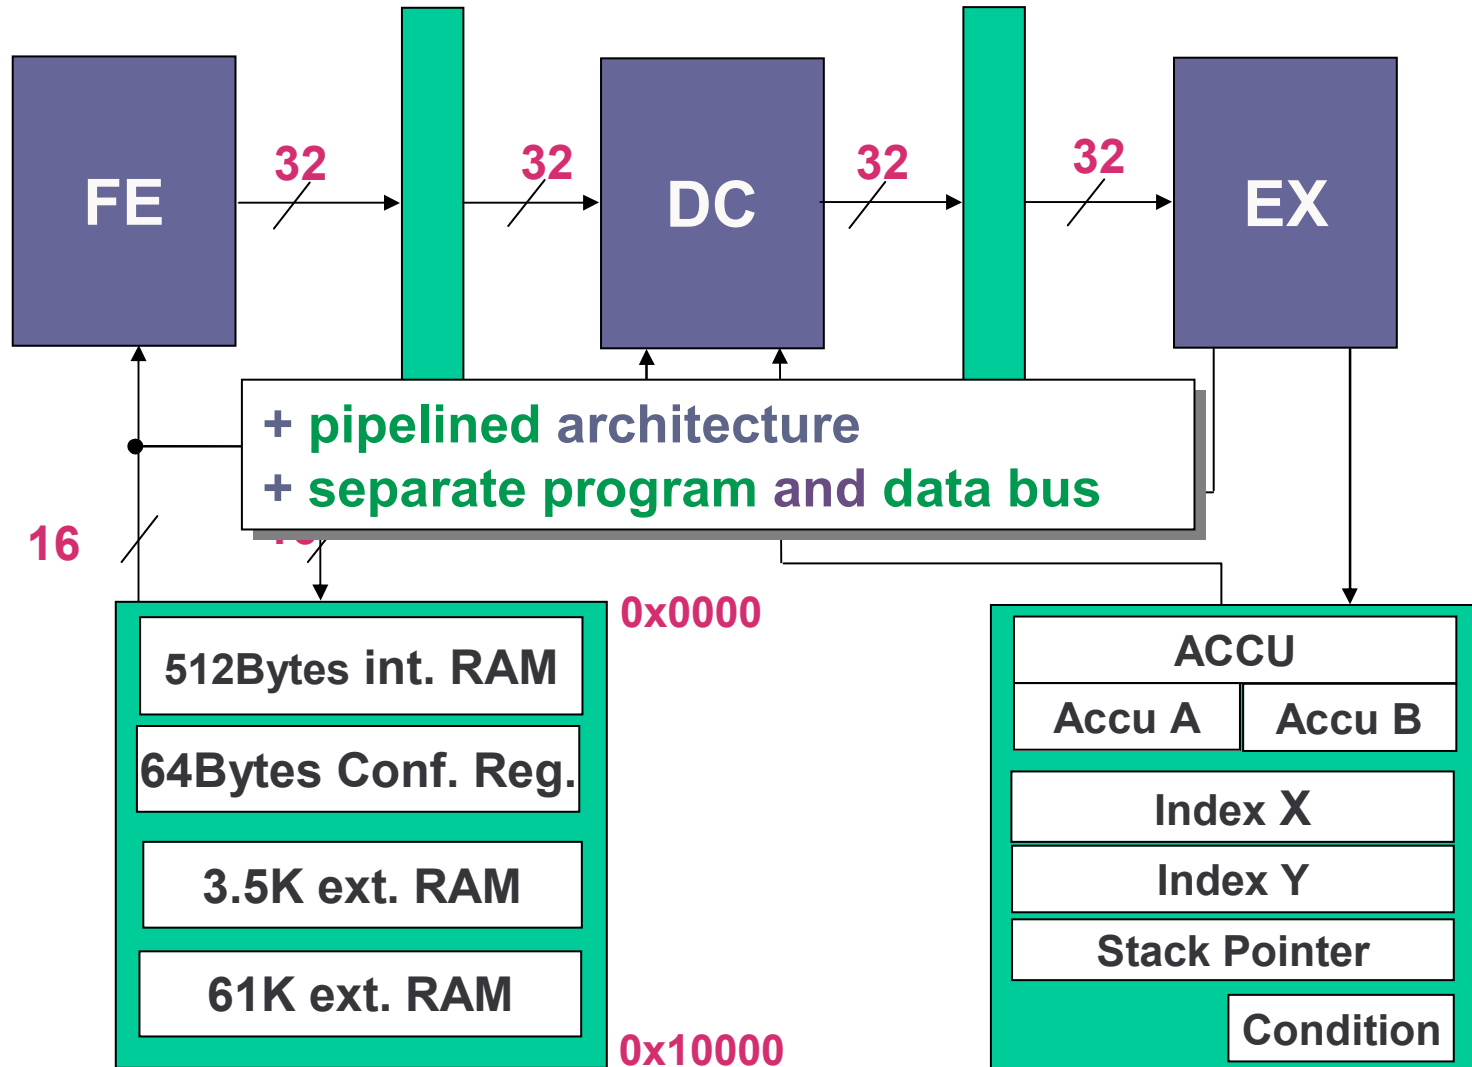 FE
32
32
DC
32
32
EX
+ pipelined architecture
+ separate program and data bus
16
0x0000
512Bytes int. RAM
64Bytes Conf. Reg.
3.5K ext. RAM
61K ext. RAM
0x10000
ACCU
Accu A
Accu B
Index X
Index Y
Stack Pointer
Condition